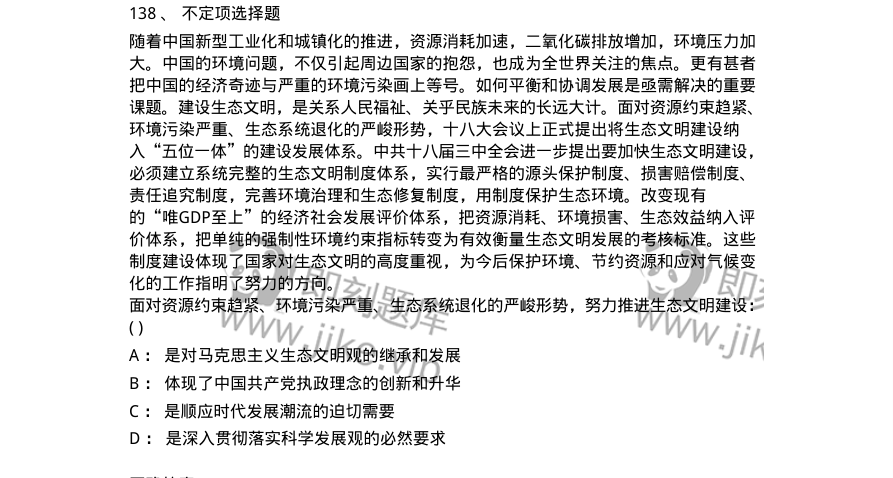 138 、 不定项选择题
随着中国新型工业化和城镇化的推进，资源消耗加速，二氧化碳排放增加，环境压力加
大。中国的环境问题，不仅引起周边国家的抱怨，也成为全世界关注的焦点。更有甚者
把中国的经济奇迹与严重的环境污染画上等号。如何平衡和协调发展是亟需解决的重要
课题。建设生态文明，是关系人民福祉、关乎民族未来的长远大计。面对资源约束趋紧、
环境污染严重、生态系统退化的严峻形势，十八大会议上正式提出将生态文明建设纳
入“五位一体”的建设发展体系。中共十八届三中全会进一步提出要加快生态文明建设，
必须建立系统完整的生态文明制度体系，实行最严格的源头保护制度、损害赔偿制度、
责任追究制度，完善环境治理和生态修复制度，用制度保护生态环境。改变现有
的“唯GDP至上”的经济社会发展评价体系，把资源消耗、环境损害、生态效益纳入评
价体系，把单纯的强制性环境约束指标转变为有效衡量生态文明发展的考核标准。这些
制度建设体现了国家对生态文明的高度重视，为今后保护环境、节约资源和应对气候变
化的工作指明了努力的方向。
面对资源约束趋紧、环境污染严重、生态系统退化的严峻形势，努力推进生态文明建设：
( )
A ： 是对马克思主义生态文明观的继承和发展
B ： 体现了中国共产党执政理念的创新和升华
C ： 是顺应时代发展潮流的迫切需要
D ： 是深入贯彻落实科学发展观的必然要求
即刻题库
www.jike.vip
即刻
www.jik